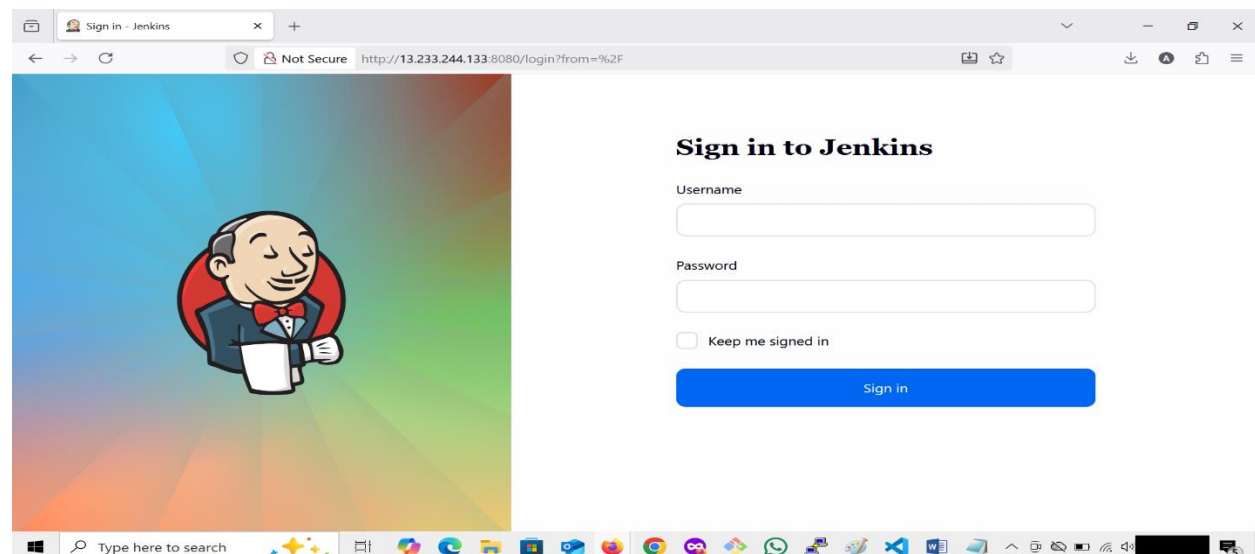 Sign in - Jenkins
Not Secure http://13.233.244.133:8080/login?from=%2F
A
Sign in to Jenkins
Username
Password
Keep me signed in
Sign in
Type here to search